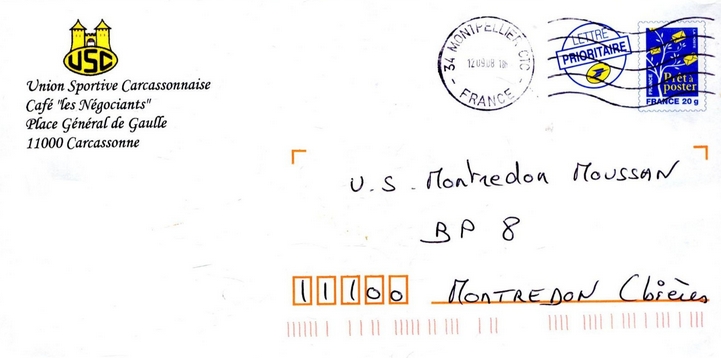 USC
Union Sportive Carcassonnaise
Café "les Négociants"
Place Général de Gaulle
11000 Carcassonne
34 MONTPELLIER CTC
12 09 08
FRANCE
LETTRE
PRIORITAIRE
Prêt à
poster
FRANCE 20 g
U.S. Montredon MOUSSAN
BP 8
11100 MONTREDON Cbières